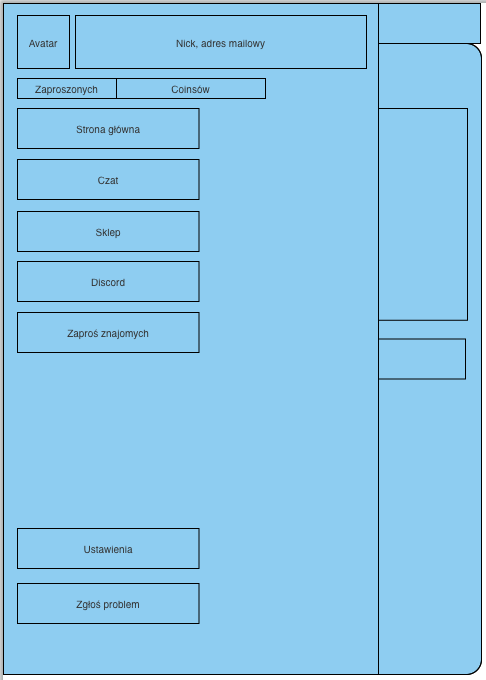 Avatar
Nick, adres mailowy
Zaproszonych
Coinsów
Strona główna
Czat
Sklep
Discord
Zaproś znajomych
Ustawienia
Zgłoś problem